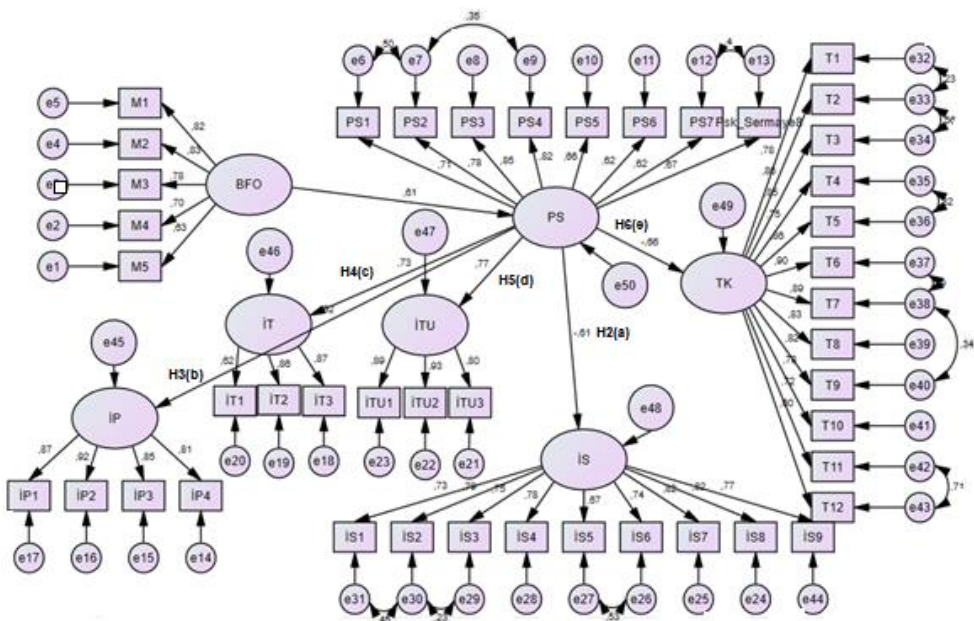 ,35
,50
,4
e6
e7
e8
e9
e10
e11
e12
e13
T1
e32
,23
e5
M1
PS1
PS2
PS3
PS4
PS5
PS6
PS7
T2
e33
e4
M2
,82
,83
T3
e34
M3
,78
BFO
,71
,78
,85
,82
,66
,62
,62
,67
,78
T4
e35
e2
M4
,70
,61
PS
H6(e)
e49
T5
e36
e1
M5
,63
e46
e47
-,66
TK
,90
T6
e37
H4(c)
,73
,77
H5(d)
e50
,89
T7
e38
İT
İTU
,83
T8
e39
,34
e45
-,61
H2(a)
,82
T9
e40
H3(b)
,62
,86
,87
,89
,93
,80
,72
T10
e41
İP
İT1
İT2
İT3
İTU1
İTU2
İTU3
e48
T11
e42
,87
,92
,85
,81
e20
e19
e18
e23
e22
e21
İS
,71
T12
e43
İP1
İP2
İP3
İP4
,73
,75
,78
,67
,74
,77
İS1
İS2
İS3
İS4
İS5
İS6
İS7
İS8
İS9
e17
e16
e15
e14
e31
e30
e29
e28
e27
e26
e25
e24
e44
,53